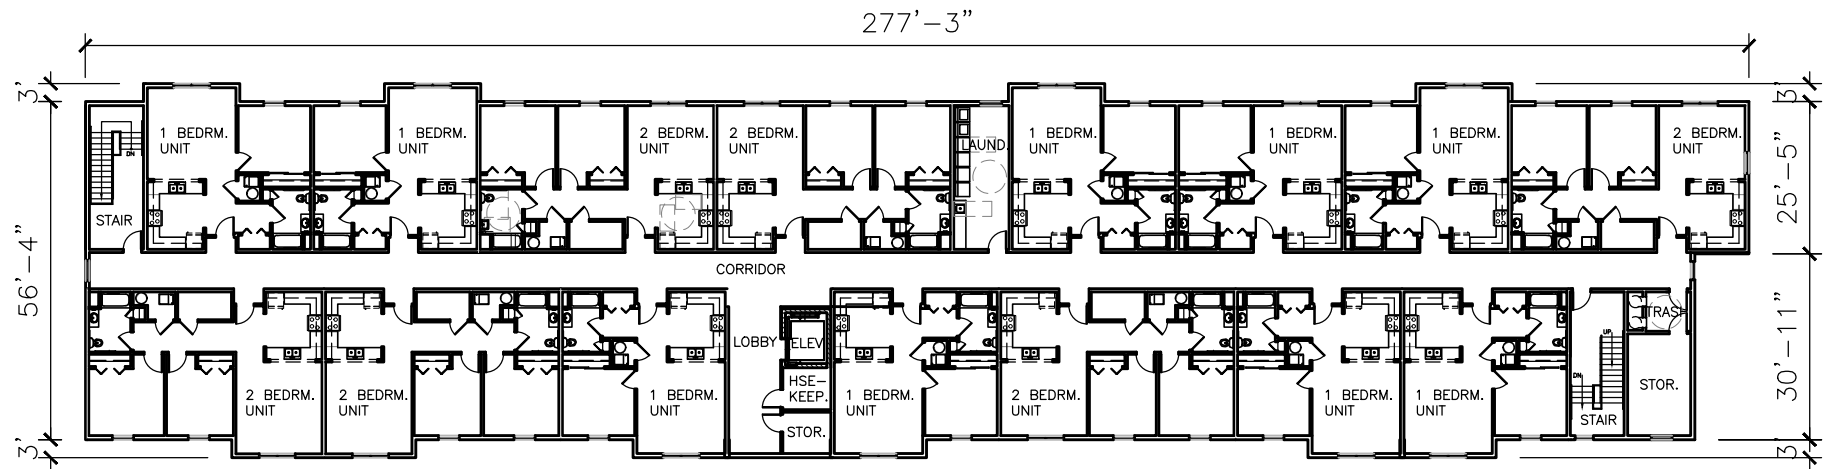 277'-3"
3'
3'
1 BEDRM.
UNIT
1 BEDRM.
UNIT
2 BEDRM.
UNIT
2 BEDRM.
UNIT
LAUND.
1 BEDRM.
UNIT
1 BEDRM.
UNIT
1 BEDRM.
UNIT
2 BEDRM.
UNIT
DN
STAIR
25'-5"
CORRIDOR
56'-4"
30'-11"
LOBBY
ELEV
TRAS
UP
DN
HSE-
KEEP.
STOR.
2 BEDRM.
UNIT
2 BEDRM.
UNIT
1 BEDRM.
UNIT
1 BEDRM.
UNIT
2 BEDRM.
UNIT
1 BEDRM.
UNIT
1 BEDRM.
UNIT
STAIR
STOR.
3'
3'